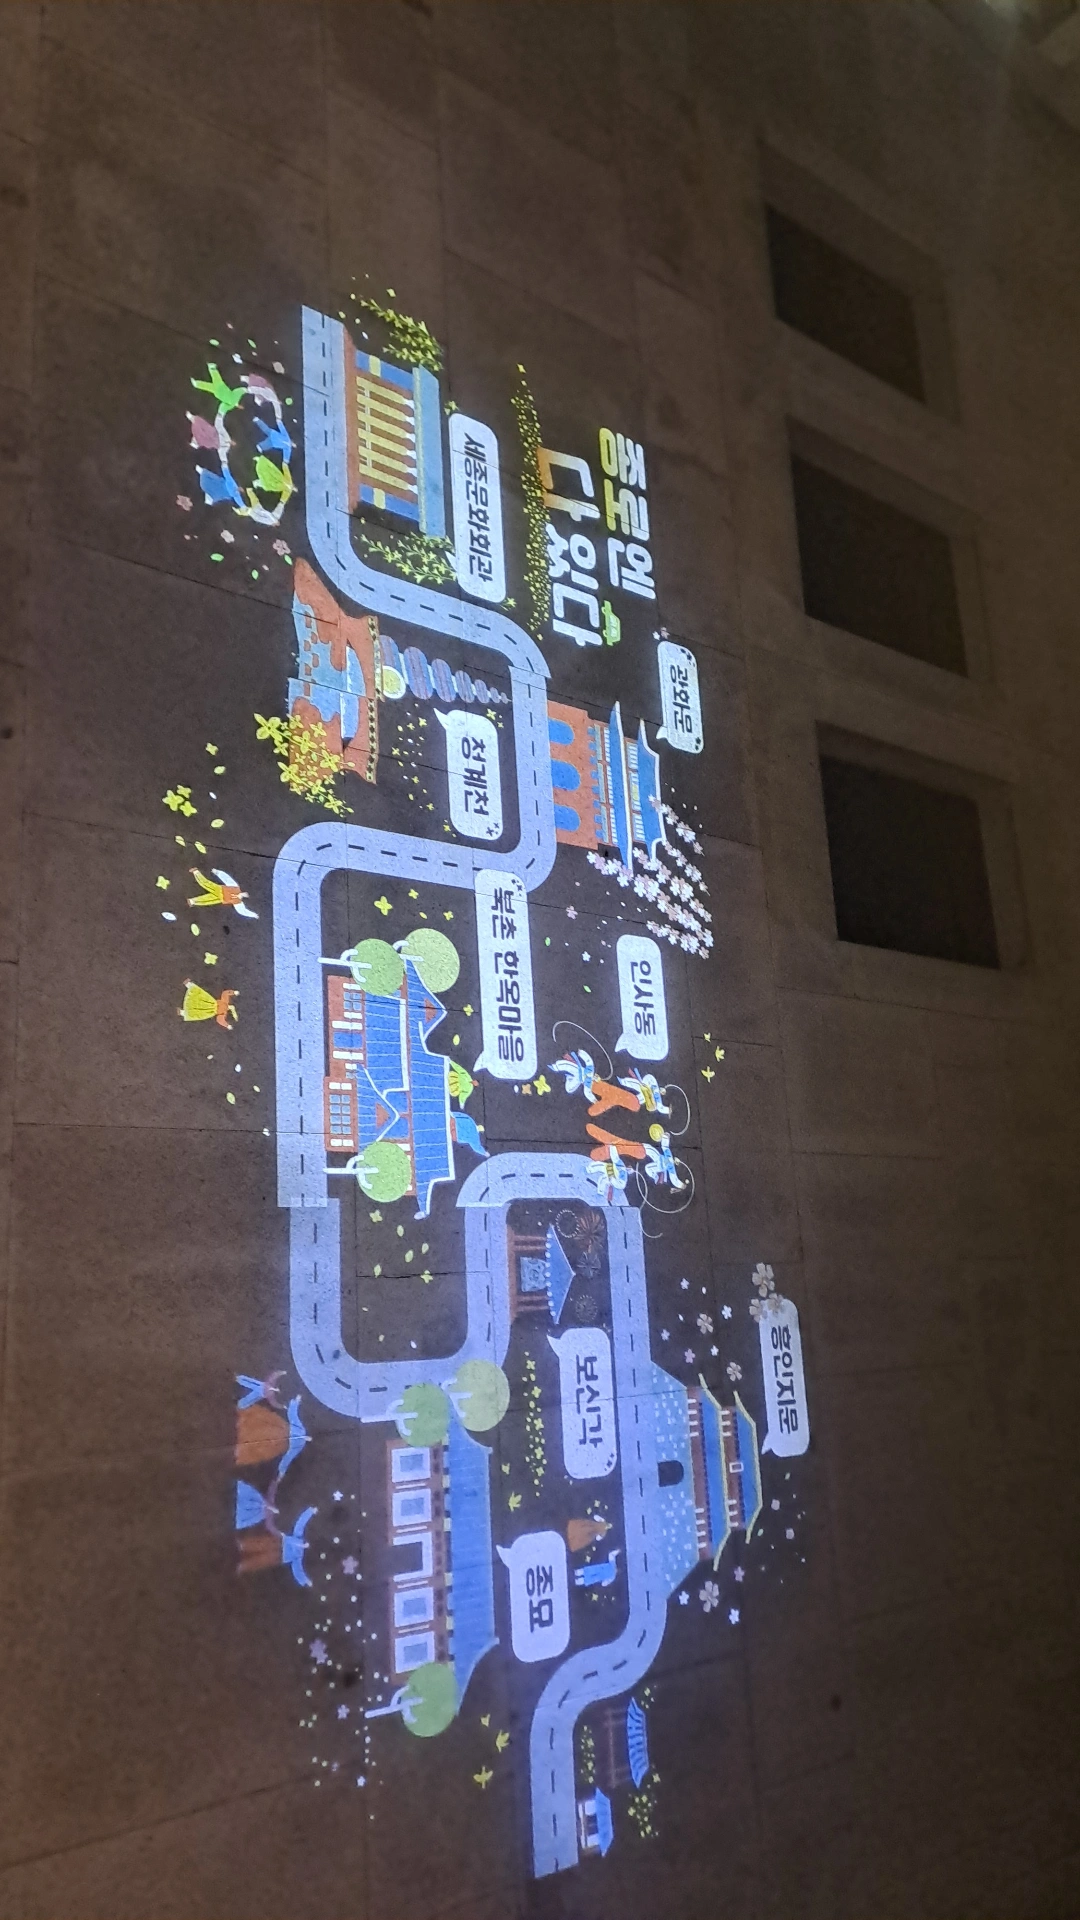 종로엔
다 있다
광화문
세종문화회관
청계천
인사동
북촌 한옥마을
흥인지문
보신각
종묘